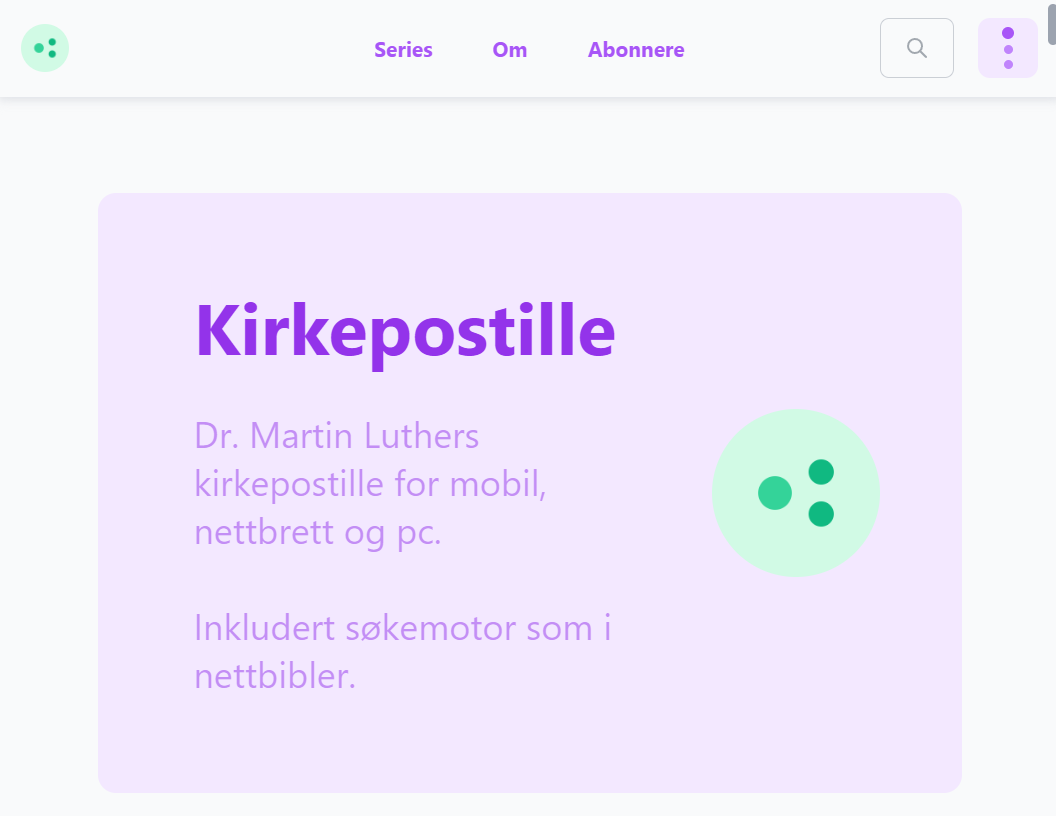 Series Om Abonnere
Kirkepostille
Dr. Martin Luthers
kirkepostille for mobil,
nettbrett og pc.
Inkludert søkemotor som i
nettbibler.